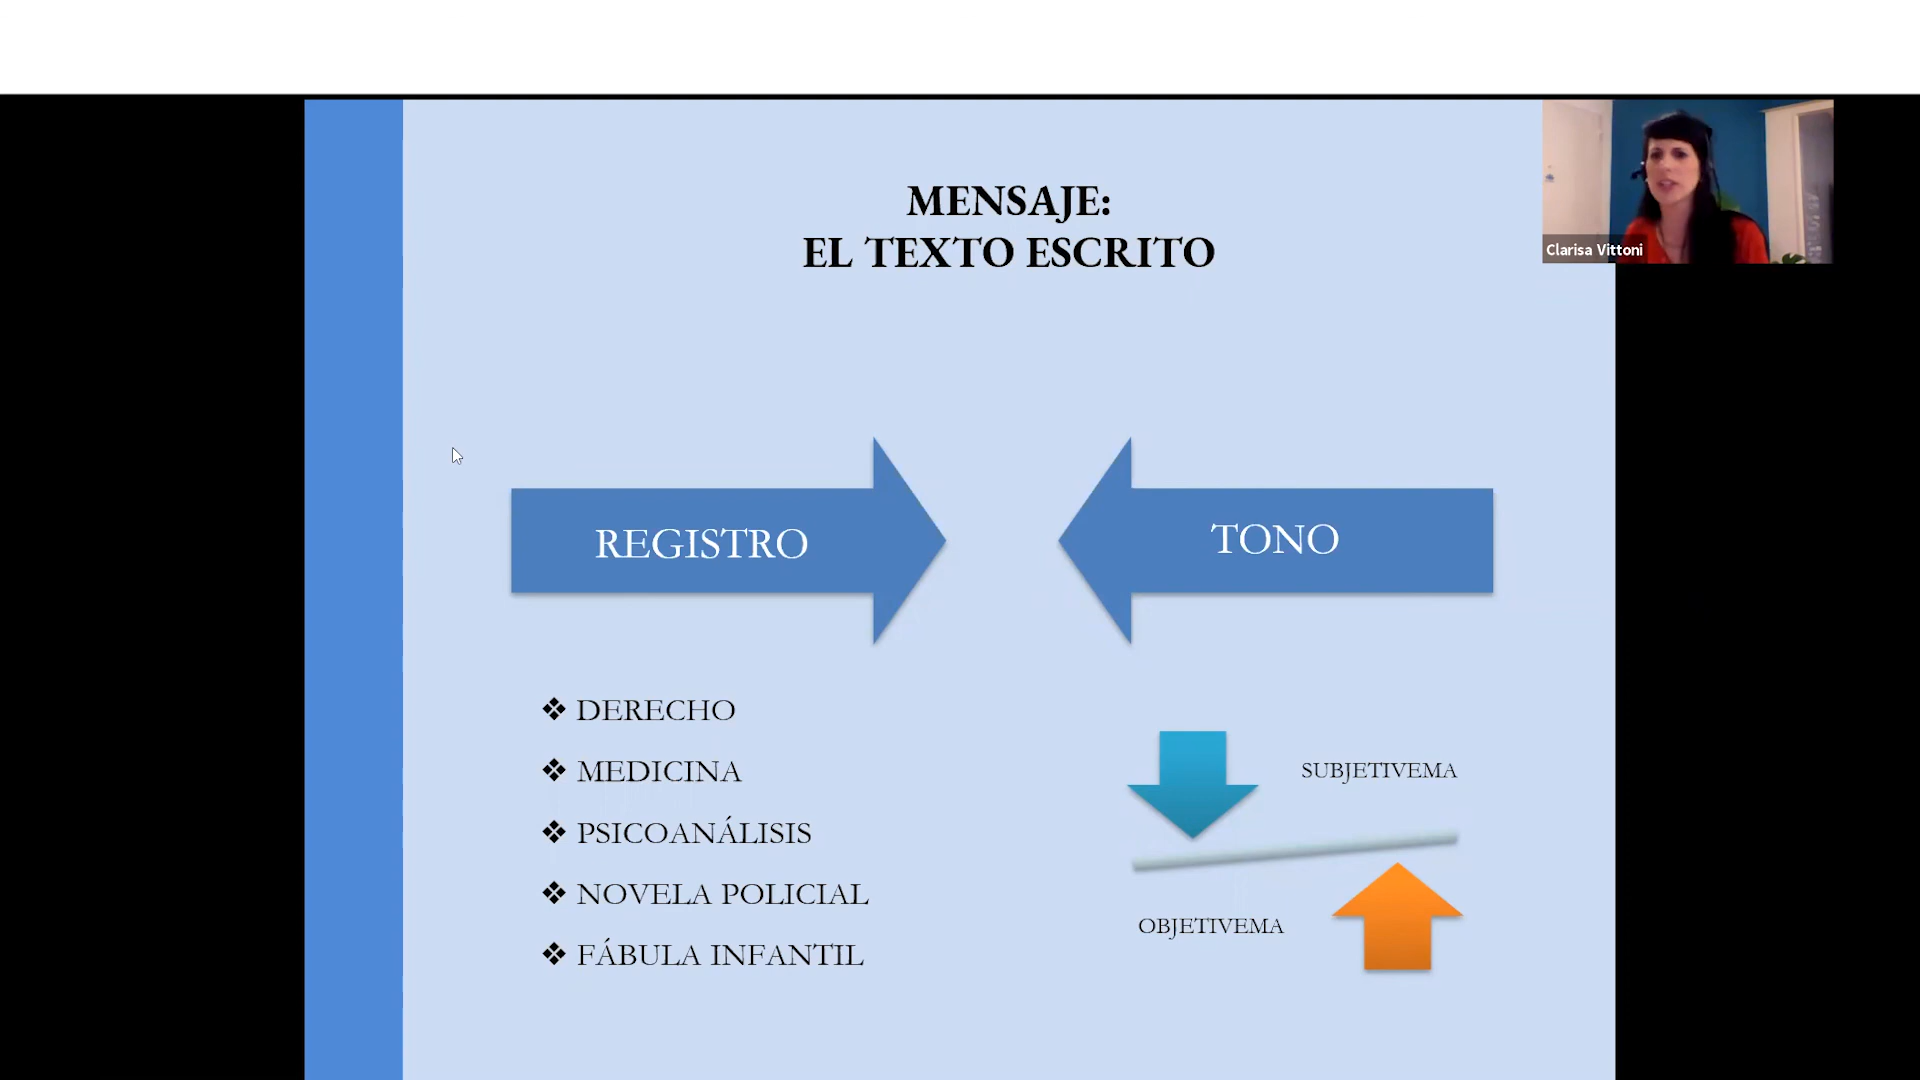 MENSAJE:
EL TEXTO ESCRITO
Clarisa Vittoni
REGISTRO
TONO
❖ DERECHO
❖ MEDICINA
❖ PSICOANÁLISIS
❖ NOVELA POLICIAL
❖ FÁBULA INFANTIL
SUBJETIVEMA
OBJETIVEMA